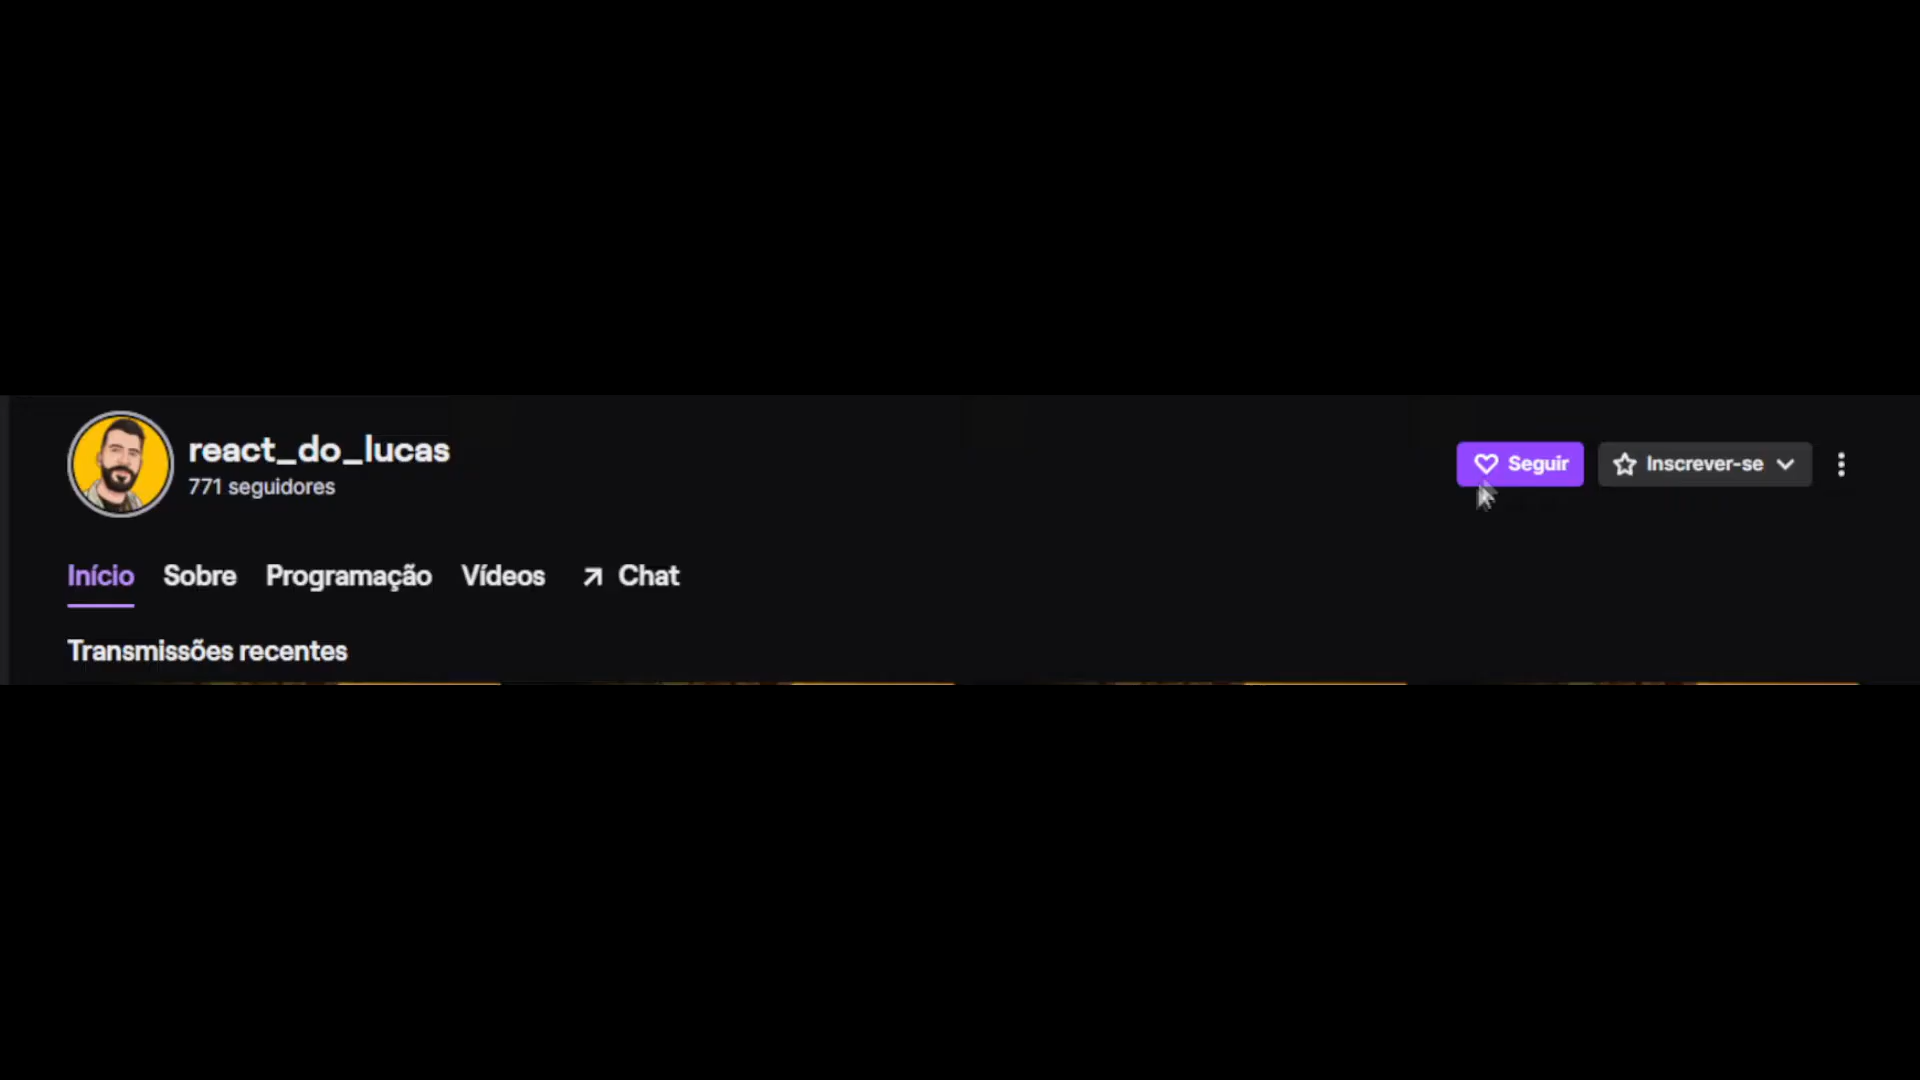 react_do_lucas
771 seguidores
Seguir
Inscrever-se
Início Sobre Programação Vídeos Chat
Transmissões recentes